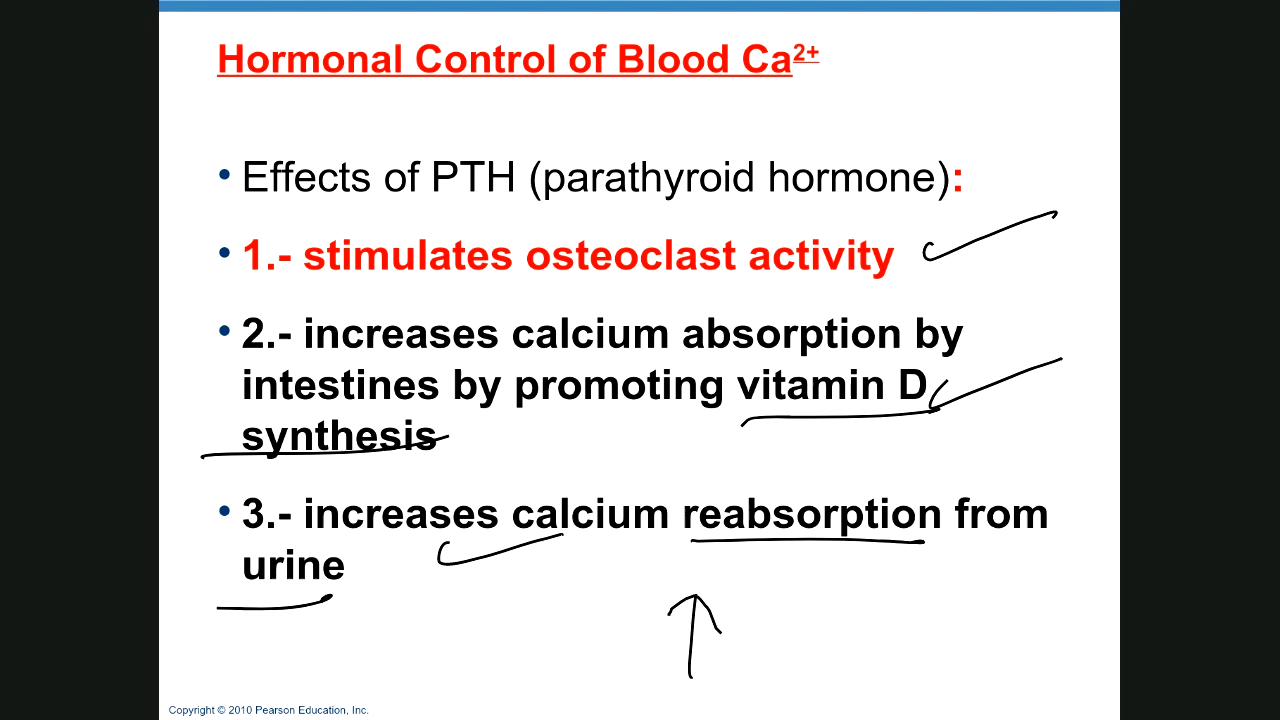 Hormonal Control of Blood Ca2+
• Effects of PTH (parathyroid hormone):
• 1.- stimulates osteoclast activity
• 2.- increases calcium absorption by
intestines by promoting vitamin D
synthesis
• 3.- increases calcium reabsorption from
urine
Copyright © 2010 Pearson Education, Inc.